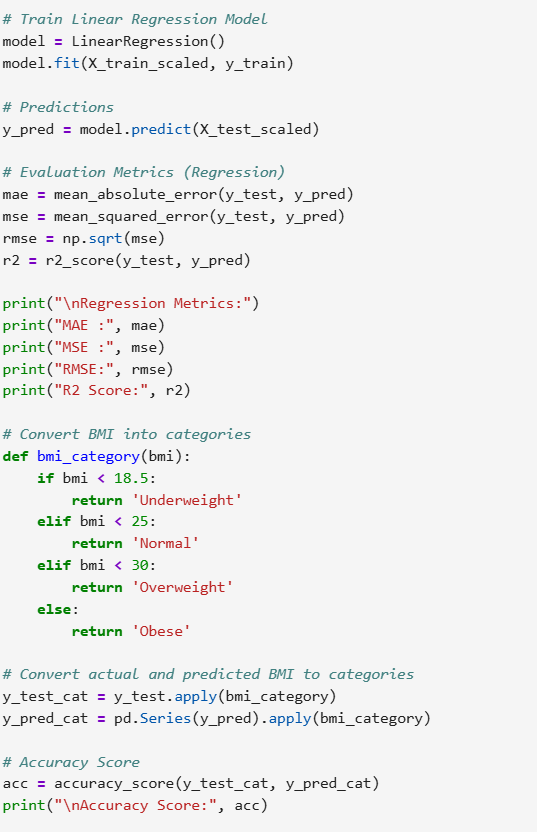 # Train Linear Regression Model
model = LinearRegression()
model.fit(X_train_scaled, y_train)

# Predictions
y_pred = model.predict(X_test_scaled)

# Evaluation Metrics (Regression)
mae = mean_absolute_error(y_test, y_pred)
mse = mean_squared_error(y_test, y_pred)
rmse = np.sqrt(mse)
r2 = r2_score(y_test, y_pred)

print("\nRegression Metrics:")
print("MAE :", mae)
print("MSE :", mse)
print("RMSE:", rmse)
print("R2 Score:", r2)

# Convert BMI into categories
def bmi_category(bmi):
    if bmi < 18.5:
        return 'Underweight'
    elif bmi < 25:
        return 'Normal'
    elif bmi < 30:
        return 'Overweight'
    else:
        return 'Obese'

# Convert actual and predicted BMI to categories
y_test_cat = y_test.apply(bmi_category)
y_pred_cat = pd.Series(y_pred).apply(bmi_category)

# Accuracy Score
acc = accuracy_score(y_test_cat, y_pred_cat)
print("\nAccuracy Score:", acc)